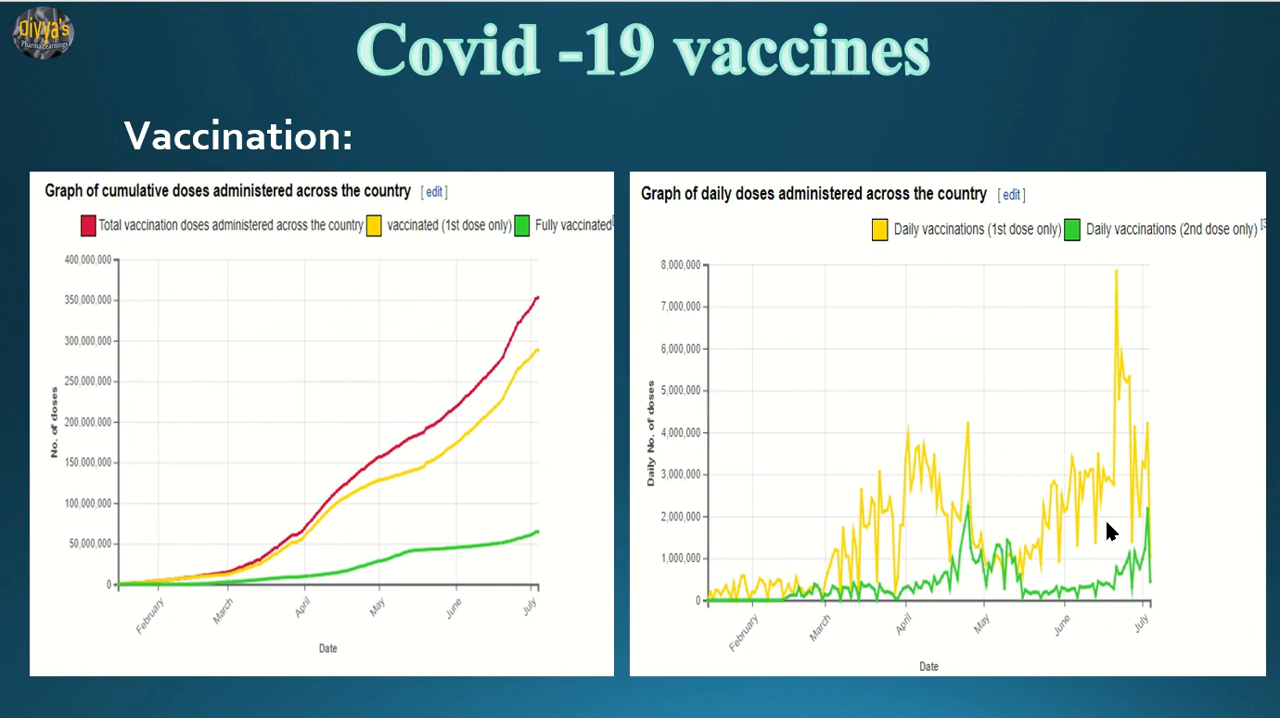 Divya's
Pharma Learnings
Covid -19 vaccines
Vaccination:
Graph of cumulative doses administered across the country [ edit ]
Total vaccination doses administered across the country vaccinated (1st dose only) Fully vaccinated
400,000,000
350,000,000
300,000,000
250,000,000
200,000,000
150,000,000
100,000,000
50,000,000
0
No. of doses
February March April May June July
Date
Graph of daily doses administered across the country [ edit ]
Daily vaccinations (1st dose only) Daily vaccinations (2nd dose only)
8,000,000
7,000,000
6,000,000
5,000,000
4,000,000
3,000,000
2,000,000
1,000,000
0
Daily No. of doses
February March April May June July
Date